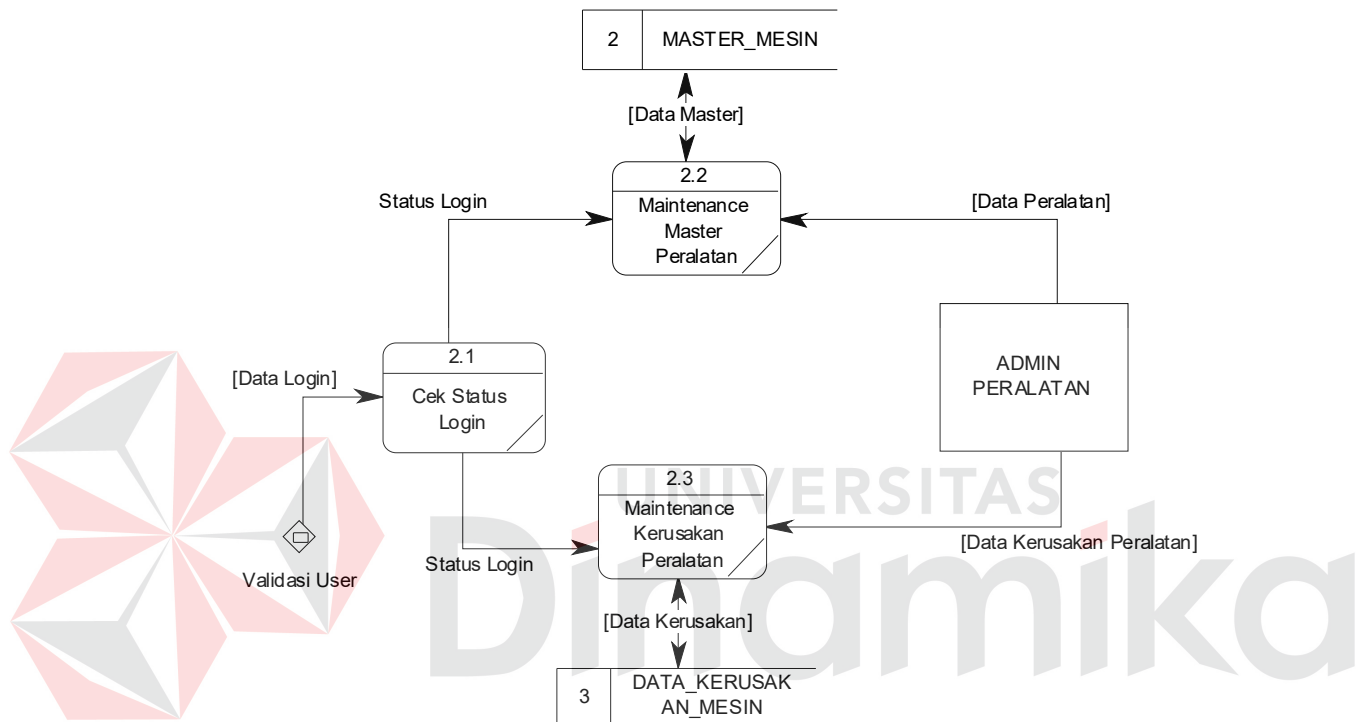 2 MASTER_MESIN
[Data Master]
2.2
Maintenance
Master
Peralatan
Status Login
[Data Peralatan]
2.1
Cek Status
Login
[Data Login]
ADMIN
PERALATAN
Validasi User
Status Login
2.3
Maintenance
Kerusakan
Peralatan
[Data Kerusakan Peralatan]
[Data Kerusakan]
3 DATA_KERUSAK
AN_MESIN
UNIVERSITAS
Dinamika